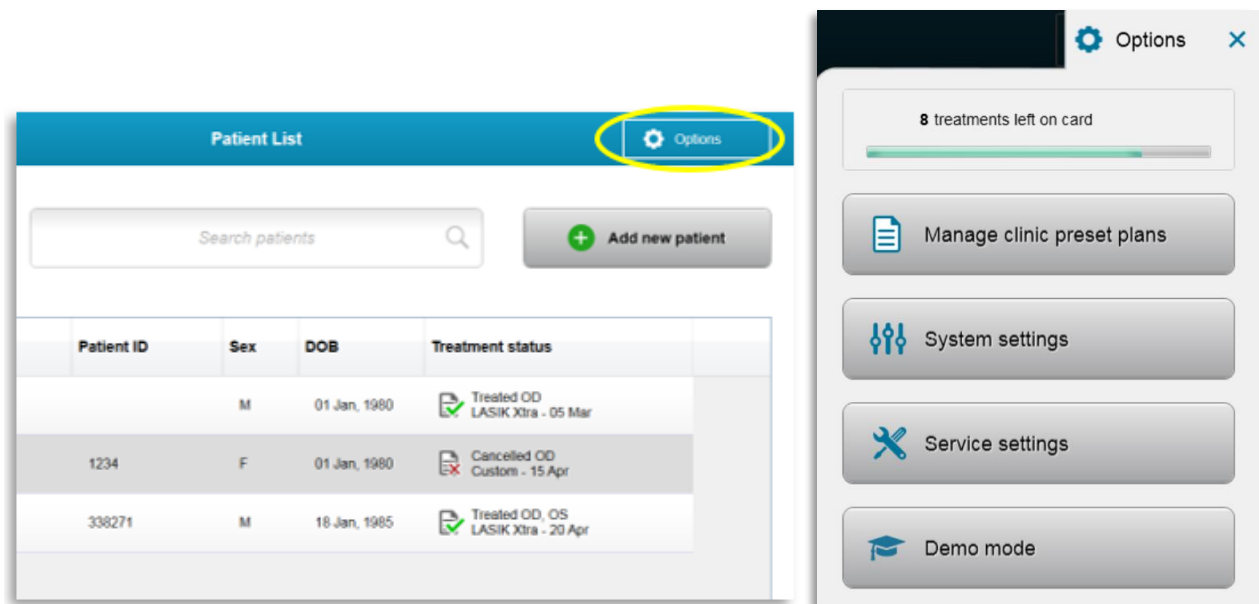 Patient List
Options
Search patients
Add new patient
Patient ID Sex DOB Treatment status
M 01 Jan, 1980 Treated OD
LASIK Xtra - 05 Mar
1234 F 01 Jan, 1980 Cancelled OD
Custom - 15 Apr
338271 M 18 Jan, 1985 Treated OD, OS
LASIK Xtra - 20 Apr
Options
8 treatments left on card
Manage clinic preset plans
System settings
Service settings
Demo mode